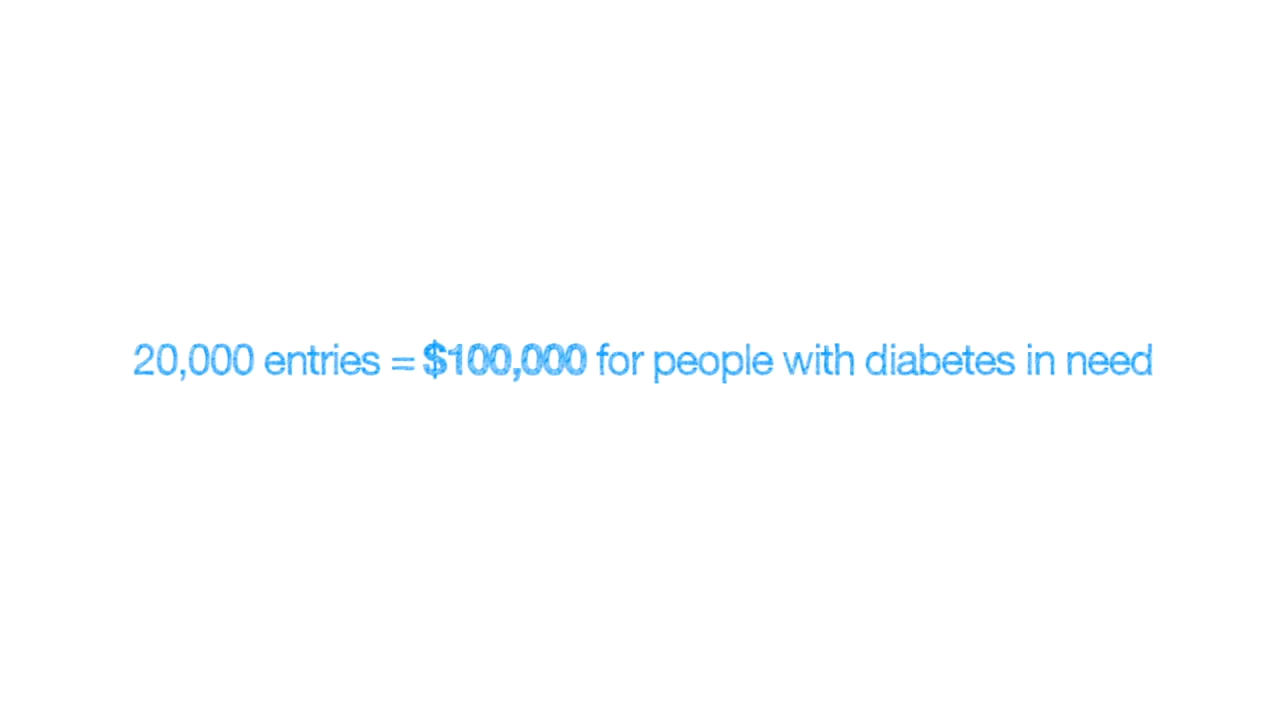 20,000 entries = $100,000 for people with diabetes in need